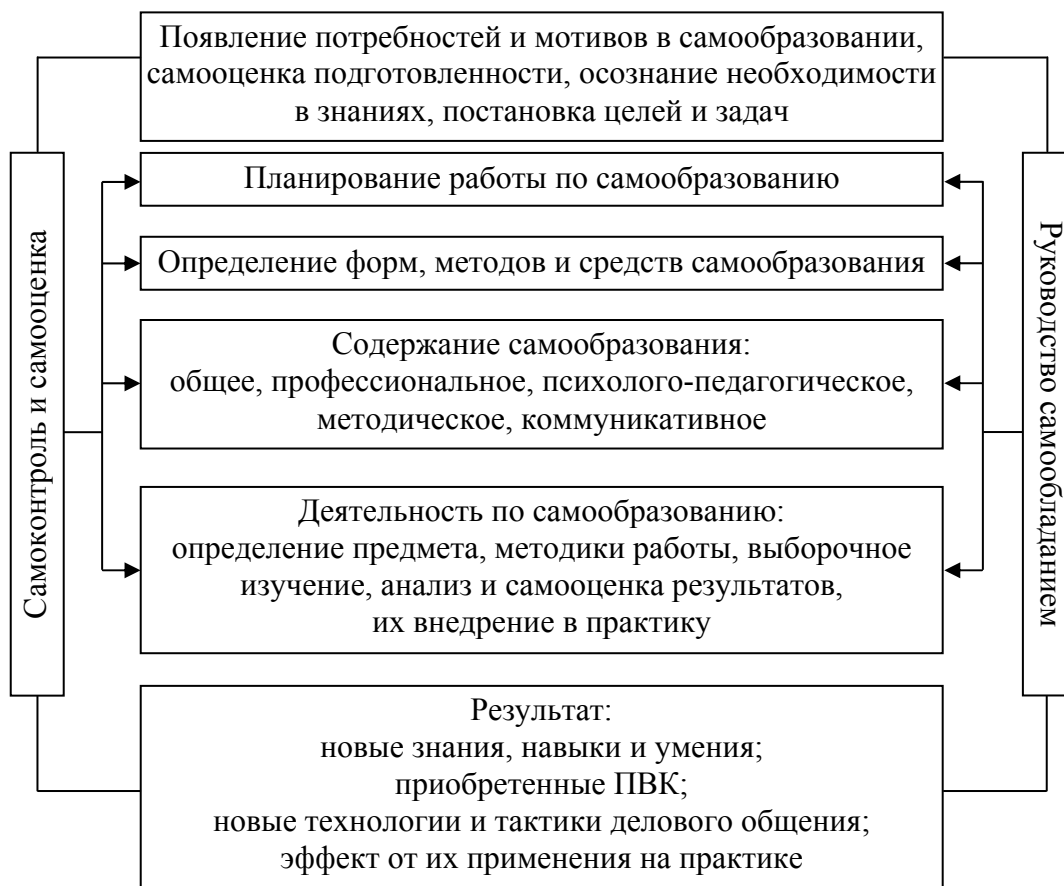 Появление потребностей и мотивов в самообразовании,
самооценка подготовленности, осознание необходимости
в знаниях, постановка целей и задач
Самоконтроль и самооценка
Планирование работы по самообразованию
Определение форм, методов и средств самообразования
Содержание самообразования:
общее, профессиональное, психолого-педагогическое,
методическое, коммуникативное
Деятельность по самообразованию:
определение предмета, методики работы, выборочное
изучение, анализ и самооценка результатов,
их внедрение в практику
Руководство самообладанием
Результат:
новые знания, навыки и умения;
приобретенные ПВК;
новые технологии и тактики делового общения;
эффект от их применения на практике